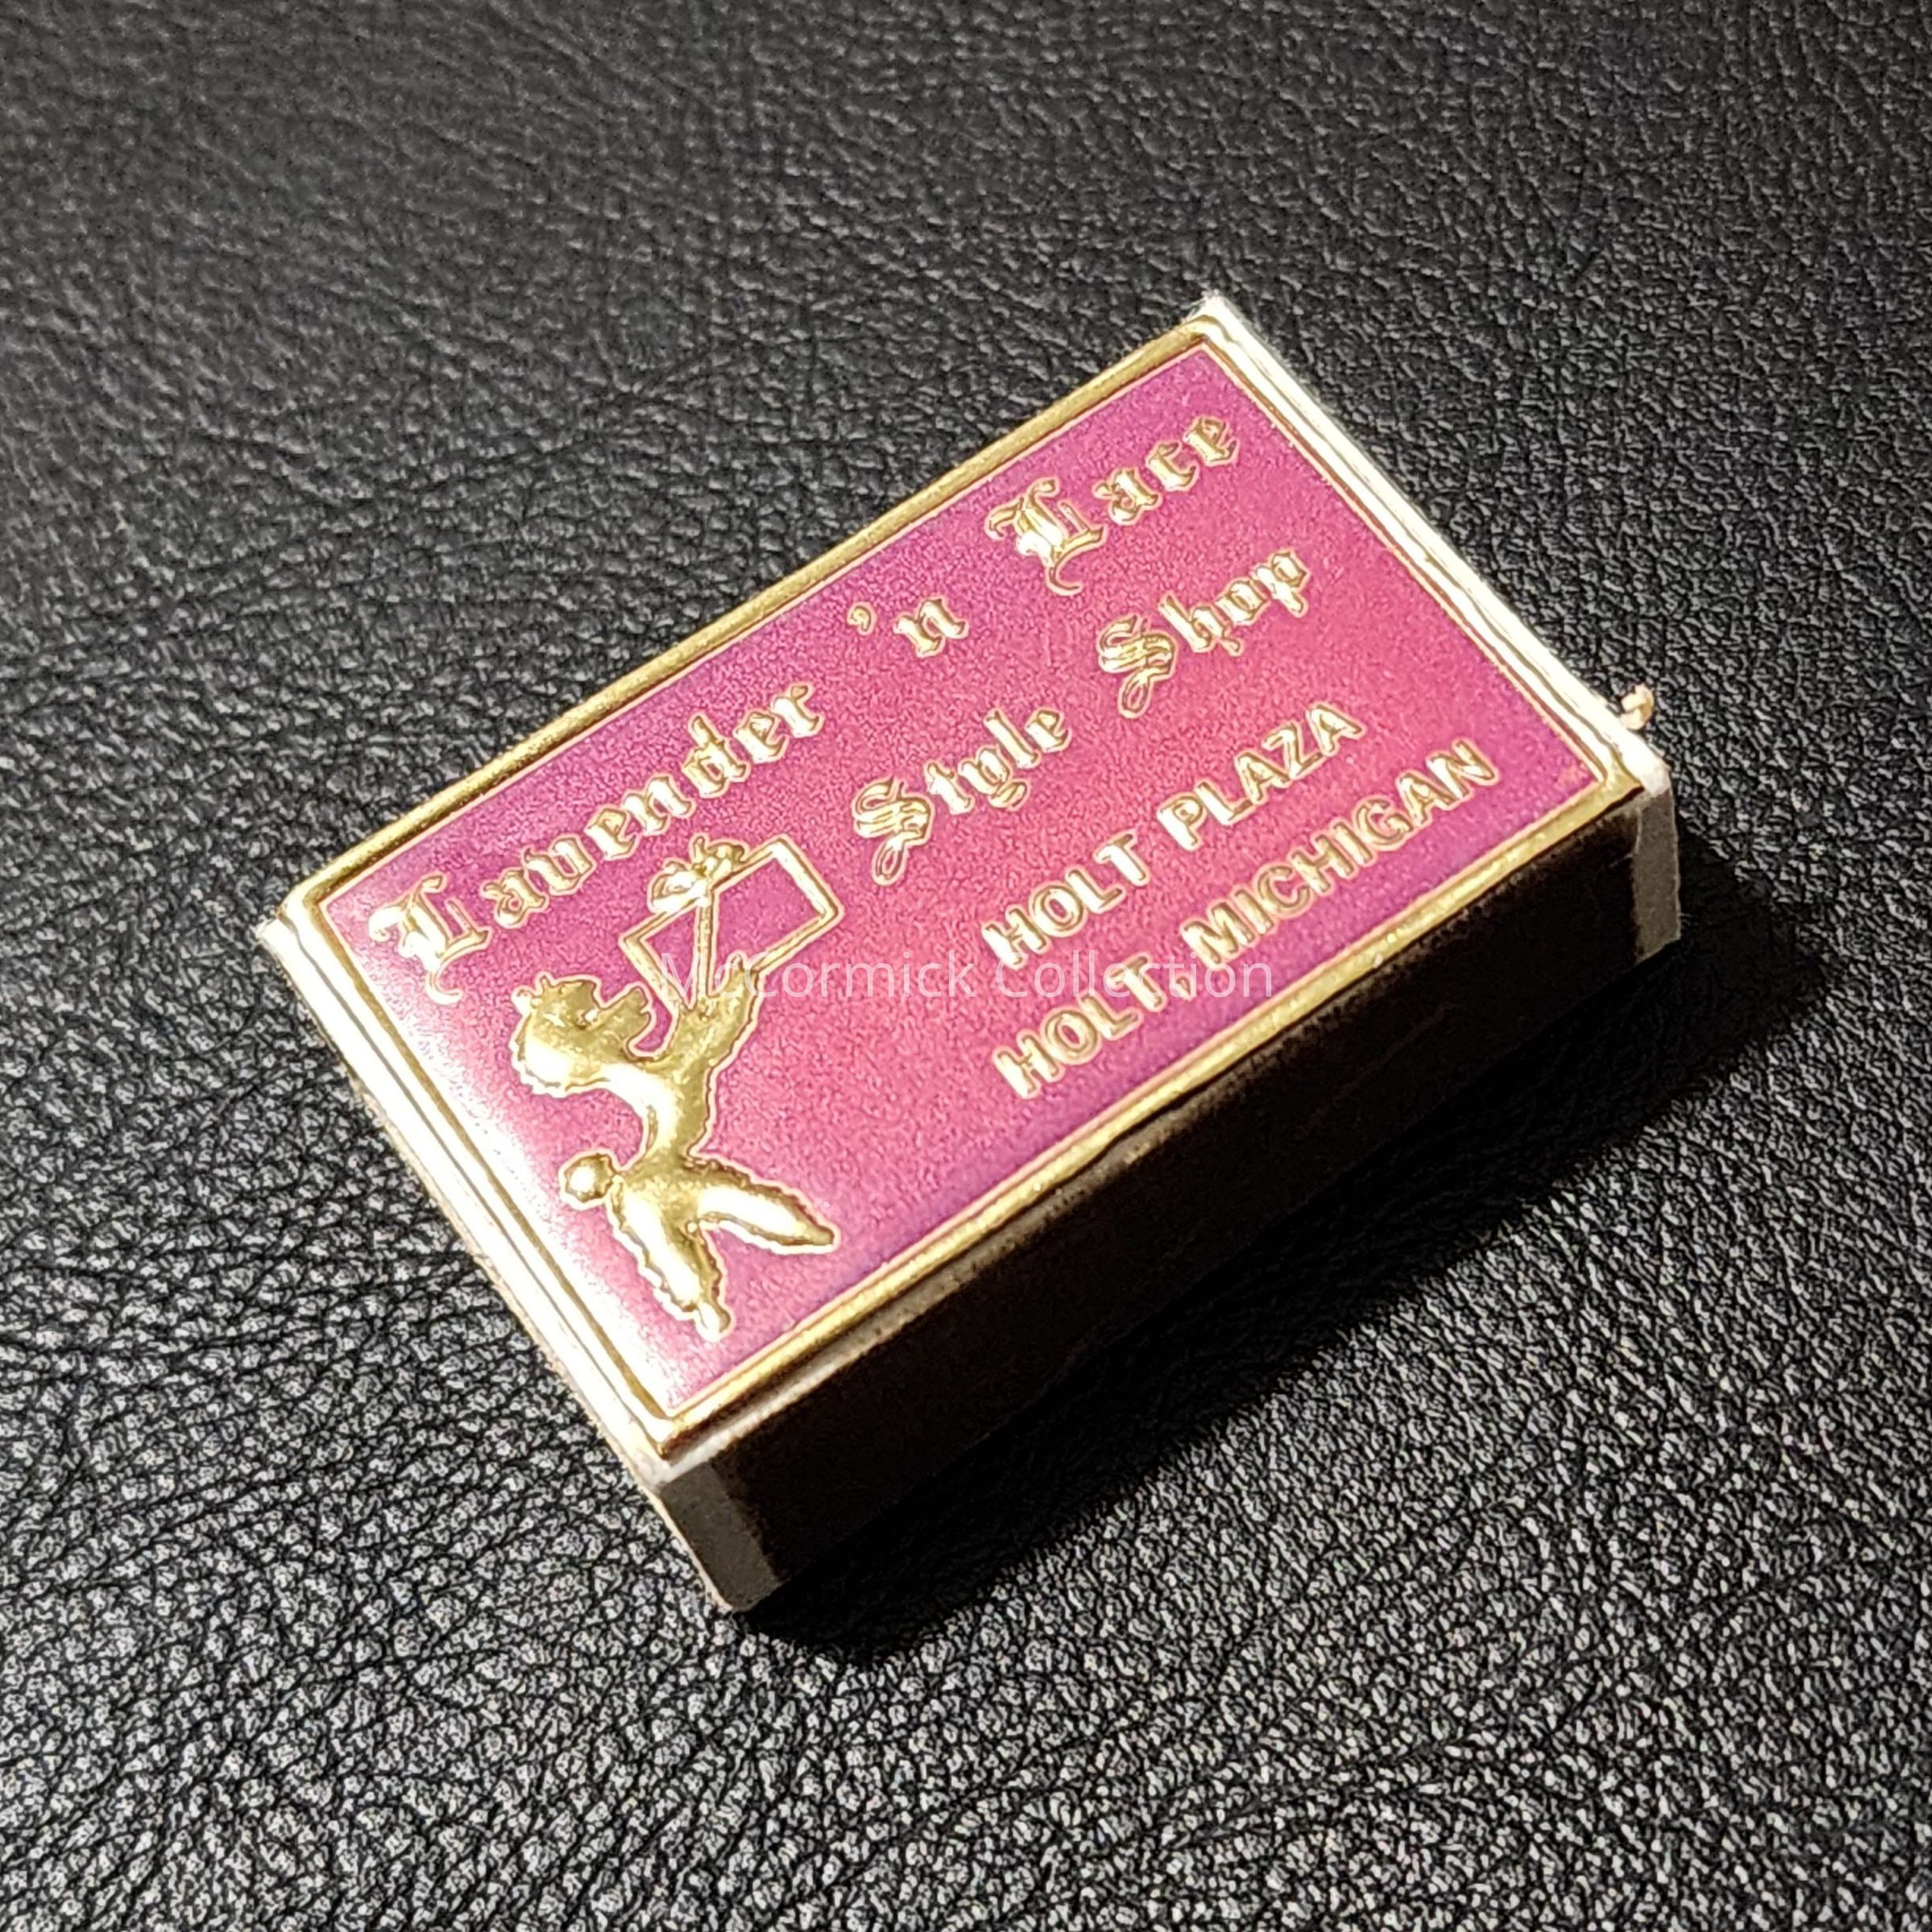 Lavender 'n Lace
Style Shop
HOLT PLAZA
HOLT, MICHIGAN
McCormick Collection